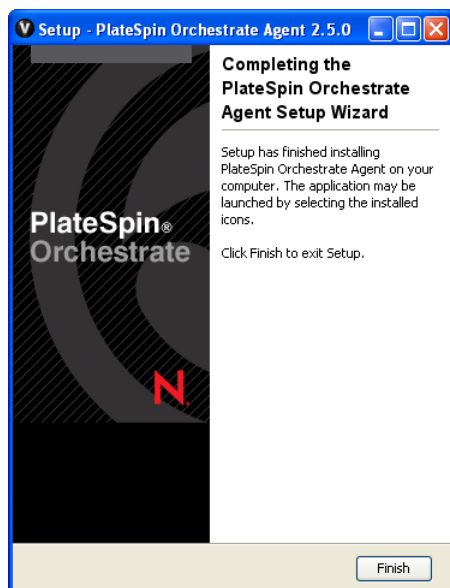 Setup - PlateSpin Orchestrate Agent 2.5.0
Completing the
PlateSpin Orchestrate
Agent Setup Wizard
Setup has finished installing
PlateSpin Orchestrate Agent on your
computer. The application may be
launched by selecting the installed
icons.
Click Finish to exit Setup.
PlateSpin®
Orchestrate
N.
Finish